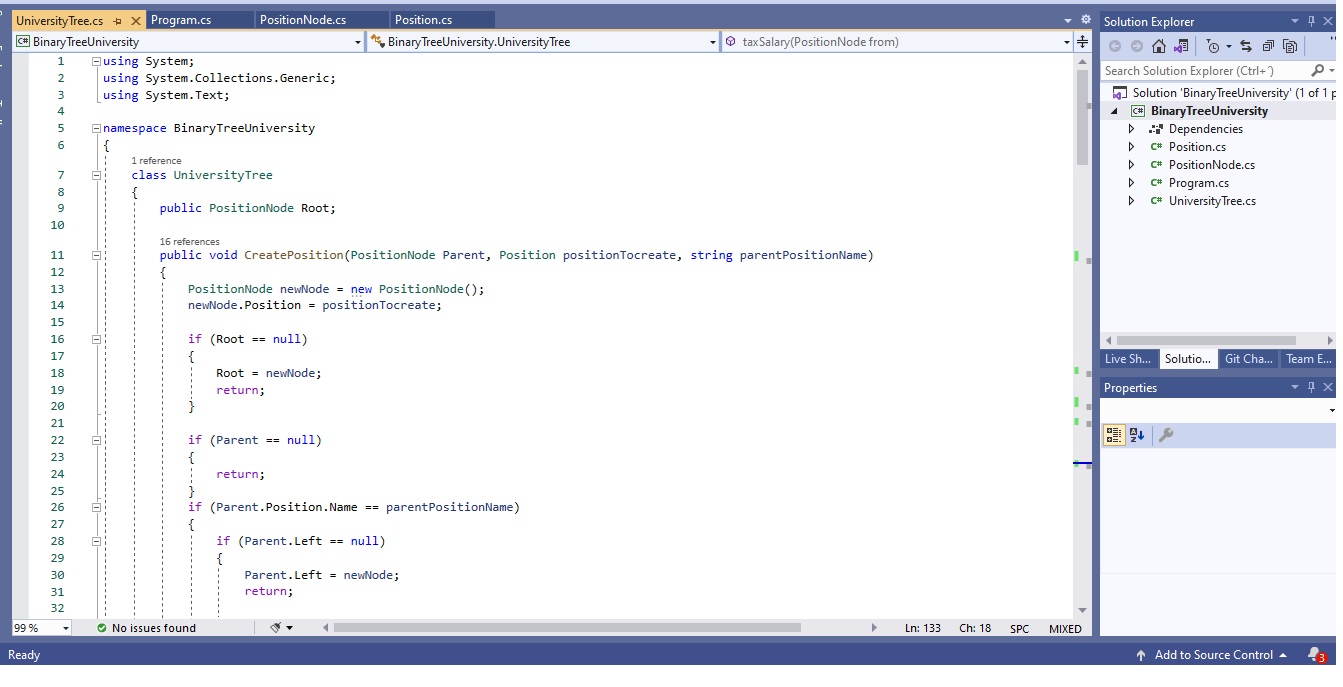 UniversityTree.cs
Program.cs
PositionNode.cs
Position.cs
C# BinaryTreeUniversity
BinaryTreeUniversity.UniversityTree
taxSalary(PositionNode from)
1 using System;
2 using System.Collections.Generic;
3 using System.Text;
4
5 namespace BinaryTreeUniversity
6 {
1 reference
7 class UniversityTree
8 {
9 public PositionNode Root;
10
16 references
11 public void CreatePosition(PositionNode Parent, Position positionTocreate, string parentPositionName)
12 {
13 PositionNode newNode = new PositionNode();
14 newNode.Position = positionTocreate;
15
16 if (Root == null)
17 {
18 Root = newNode;
19 return;
20 }
21
22 if (Parent == null)
23 {
24 return;
25 }
26 if (Parent.Position.Name == parentPositionName)
27 {
28 if (Parent.Left == null)
29 {
30 Parent.Left = newNode;
31 return;
32
99 %
No issues found
Ln: 133 Ch: 18 SPC MIXED
Solution Explorer
Search Solution Explorer (Ctrl+´)
Solution 'BinaryTreeUniversity' (1 of 1 p
C# BinaryTreeUniversity
Dependencies
C# Position.cs
C# PositionNode.cs
C# Program.cs
C# UniversityTree.cs
Live Sh... Solutio... Git Cha... Team E...
Properties
Ready
Add to Source Control
3